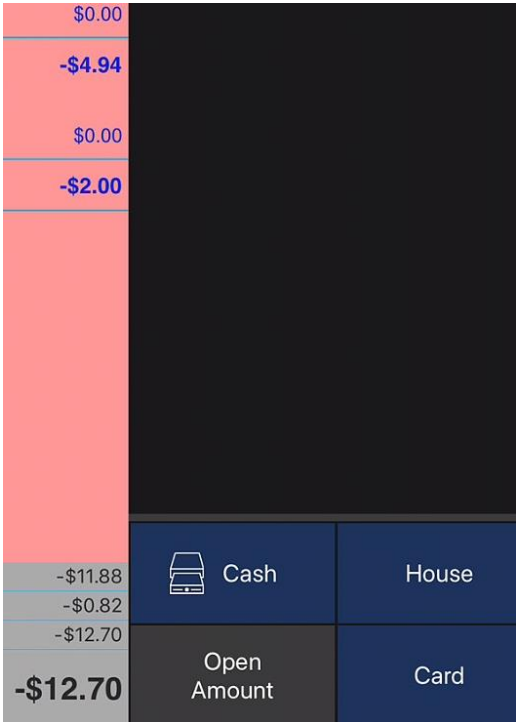 $0.00
-$4.94
$0.00
-$2.00
-$11.88
-$0.82
-$12.70
-$12.70
Cash
House
Open
Amount
Card